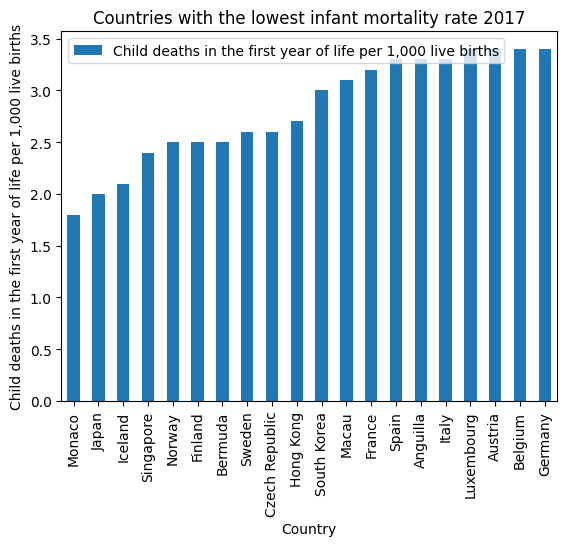 Countries with the lowest infant mortality rate 2017
Child deaths in the first year of life per 1,000 live births
Child deaths in the first year of life per 1,000 live births
3.5
3.0
2.5
2.0
1.5
1.0
0.5
0.0
Monaco
Japan
Iceland
Singapore
Norway
Finland
Bermuda
Sweden
Czech Republic
Hong Kong
South Korea
Macau
France
Spain
Anguilla
Italy
Luxembourg
Austria
Belgium
Germany
Country